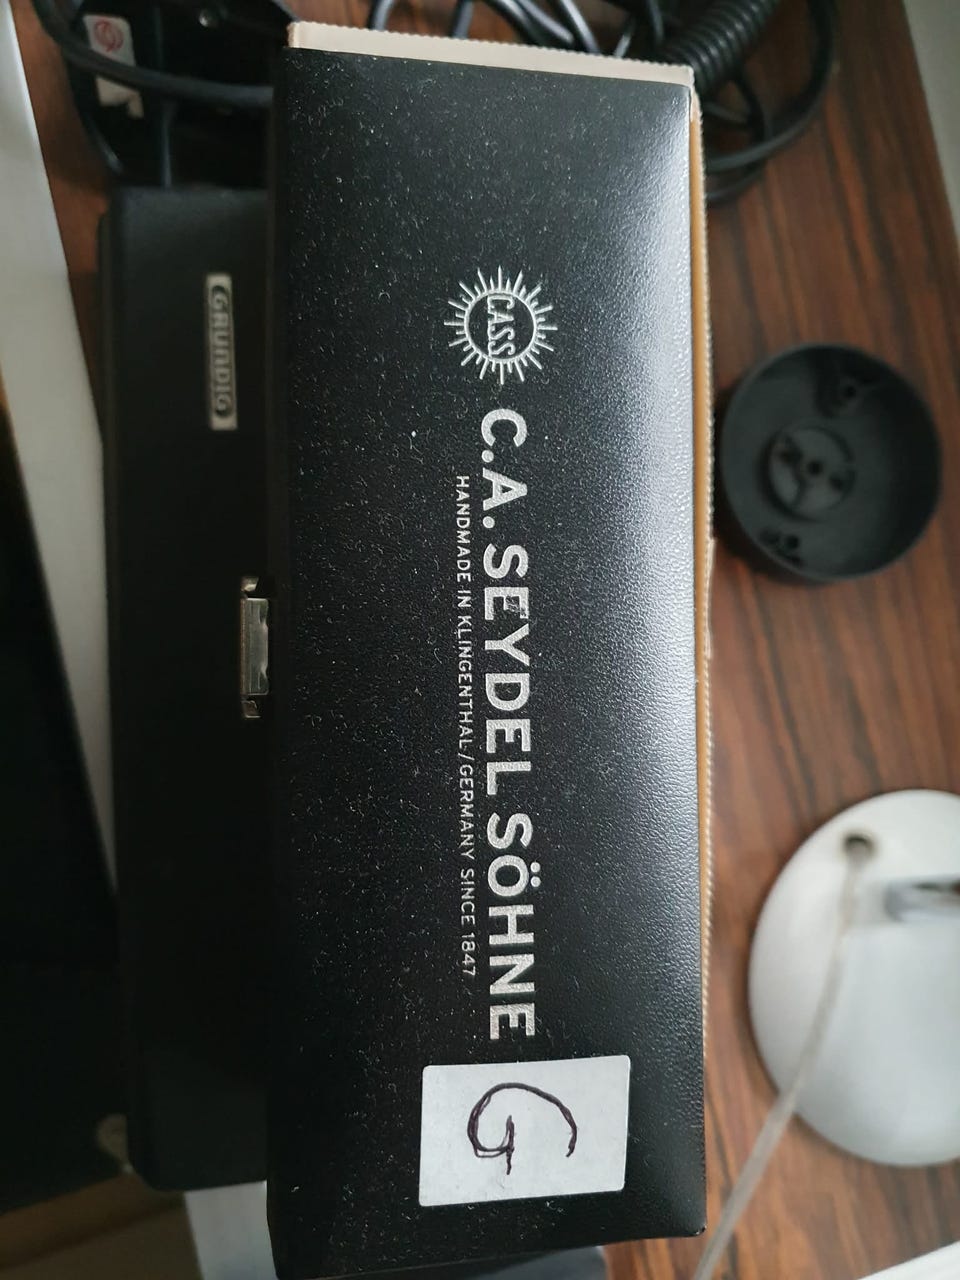 GRUNDIG
CASS
C.A. SEYDEL SÖHNE
HANDMADE IN KLINGENTHAL/GERMANY SINCE 1847
G